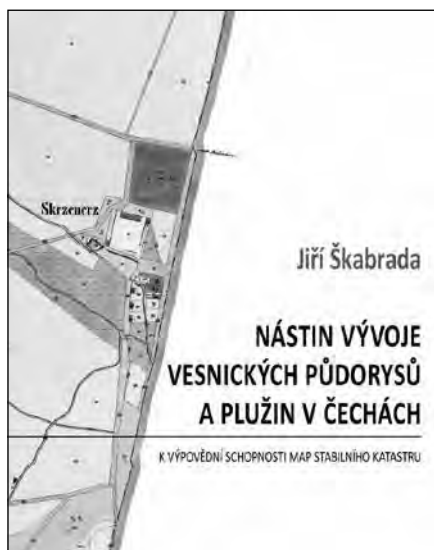 Skrzenerz
Jiří Škabrada
NÁSTIN VÝVOJE
VESNICKÝCH PŮDORYSŮ
A PLUŽIN V ČECHÁCH
K VÝPOVĚDNÍ SCHOPNOSTI MAP STABILNÍHO KATASTRU